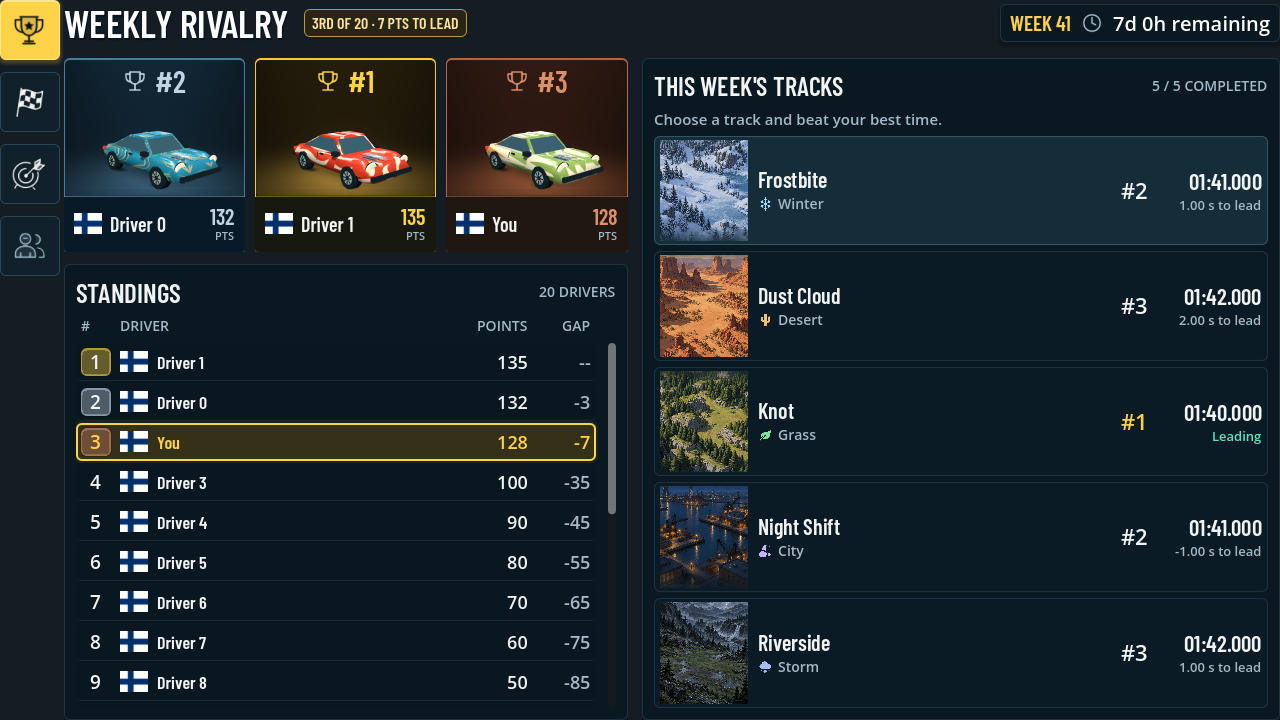 WEEKLY RIVALRY
3RD OF 20 · 7 PTS TO LEAD
WEEK 41
7d 0h remaining
#2
Driver 0
132
PTS
#1
Driver 1
135
PTS
#3
You
128
PTS
STANDINGS
20 DRIVERS
# DRIVER POINTS GAP
1 Driver 1 135 --
2 Driver 0 132 -3
3 You 128 -7
4 Driver 3 100 -35
5 Driver 4 90 -45
6 Driver 5 80 -55
7 Driver 6 70 -65
8 Driver 7 60 -75
9 Driver 8 50 -85
THIS WEEK'S TRACKS
5 / 5 COMPLETED
Choose a track and beat your best time.
Frostbite
Winter
#2
01:41.000
1.00 s to lead
Dust Cloud
Desert
#3
01:42.000
2.00 s to lead
Knot
Grass
#1
01:40.000
Leading
Night Shift
City
#2
01:41.000
-1.00 s to lead
Riverside
Storm
#3
01:42.000
1.00 s to lead